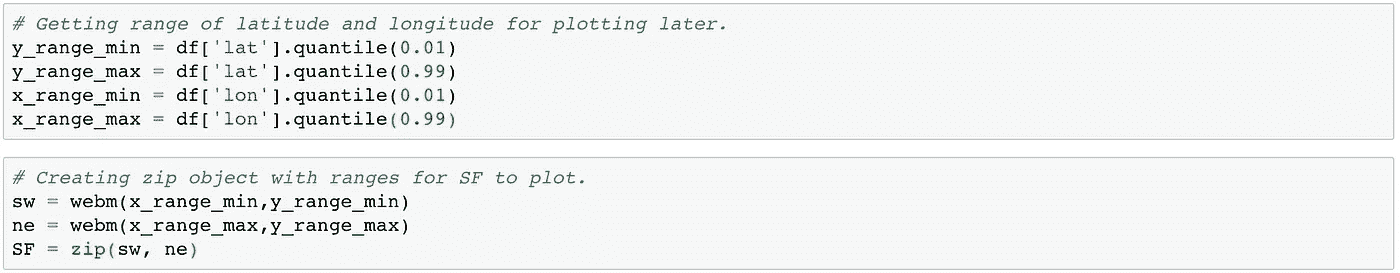 # Getting range of latitude and longitude for plotting later.
y_range_min = df['lat'].quantile(0.01)
y_range_max = df['lat'].quantile(0.99)
x_range_min = df['lon'].quantile(0.01)
x_range_max = df['lon'].quantile(0.99)
# Creating zip object with ranges for SF to plot.
sw = webm(x_range_min,y_range_min)
ne = webm(x_range_max,y_range_max)
SF = zip(sw, ne)